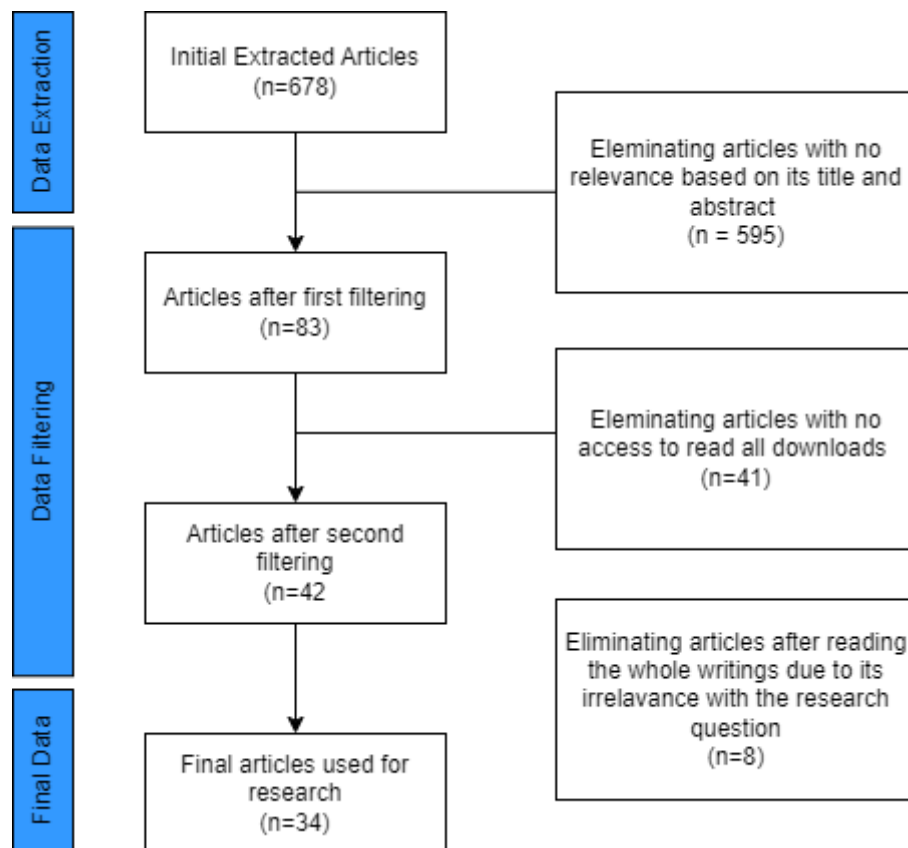 Data Extraction
Initial Extracted Articles
(n=678)
Eleminating articles with no
relevance based on its title and
abstract
(n = 595)
Data Filtering
Articles after first filtering
(n=83)
Eleminating articles with no
access to read all downloads
(n=41)
Articles after second
filtering
(n=42
Eliminating articles after reading
the whole writings due to its
irrelavance with the research
question
(n=8)
Final Data
Final articles used for
research
(n=34)